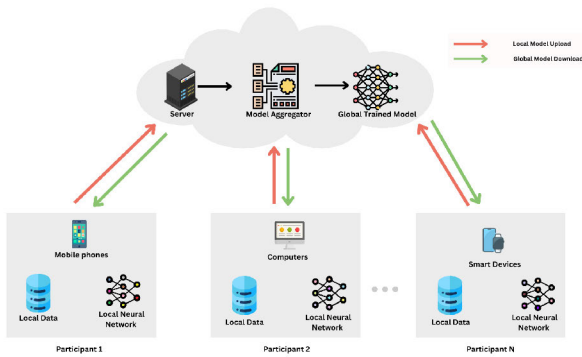 Local Model Upload
Global Model Download
Server
Model Aggregator
Global Trained Model
Mobile phones
Local Data
Local Neural
Network
Participant 1
Computers
Local Data
Local Neural
Network
Participant 2
Smart Devices
Local Data
Local Neural
Network
Participant N